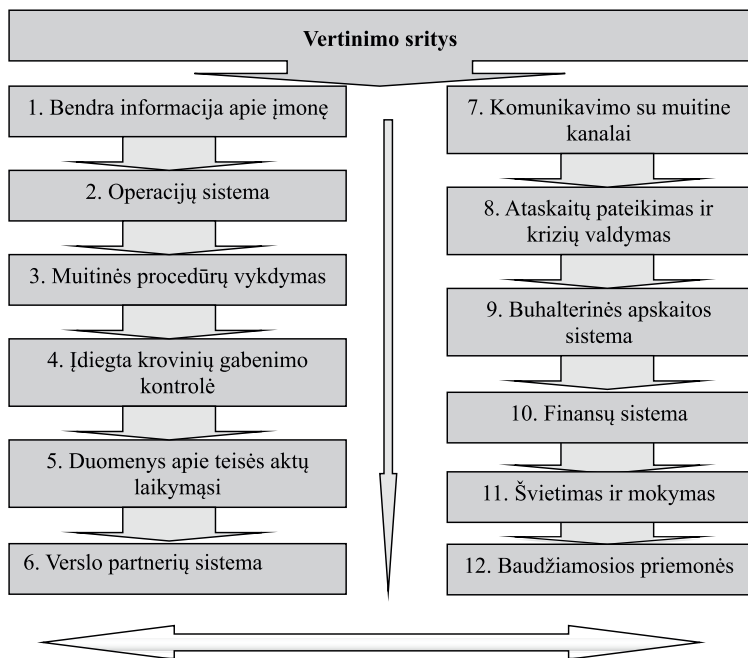 Vertinimo sritys
1. Bendra informacija apie įmonę
2. Operacijų sistema
3. Muitinės procedūrų vykdymas
4. Įdiegta krovinių gabenimo
kontrolė
5. Duomenys apie teisės aktų
laikymąsi
6. Verslo partnerių sistema
7. Komunikavimo su muitine
kanalai
8. Ataskaitų pateikimas ir
krizių valdymas
9. Buhalterinės apskaitos
sistema
10. Finansų sistema
11. Švietimas ir mokymas
12. Baudžiamosios priemonės